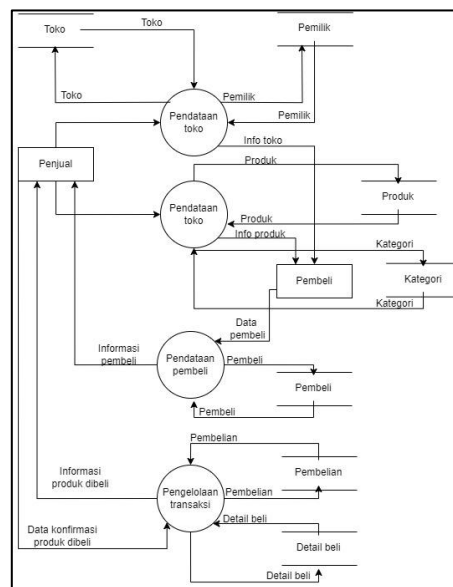 Toko
Toko
Pemilik
Toko
Pemilik
Pendataan
toko
Pemilik
Info toko
Penjual
Produk
Pendataan
toko
Produk
Produk
Info produk
Kategori
Pembeli
Kategori
Kategori
Data
pembeli
Informasi
pembeli
Pendataan
pembeli
Pembeli
Pembeli
Pembeli
Pembelian
Informasi
produk dibeli
Pengelolaan
transaksi
Pembelian
Pembelian
Detail beli
Data konfirmasi
produk dibeli
Detail beli
Detail beli